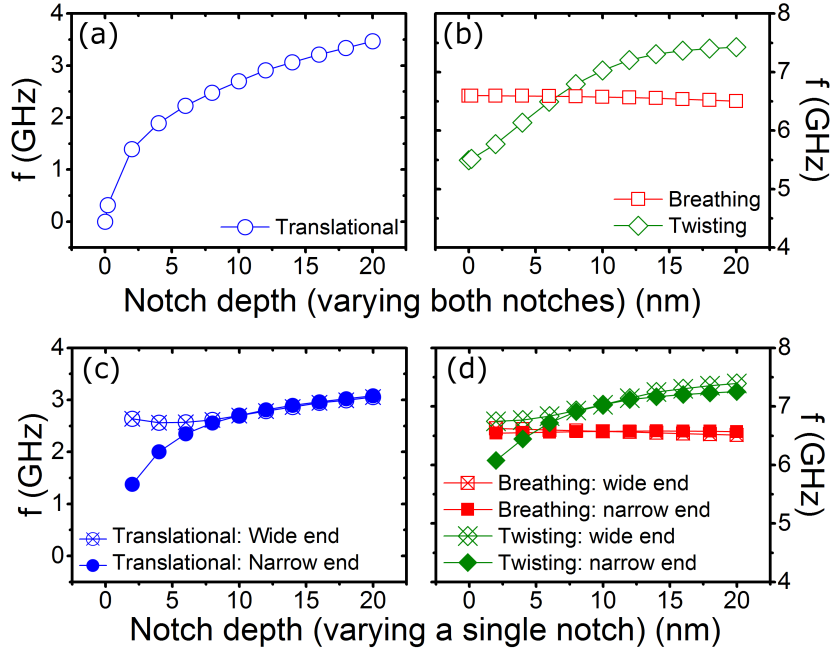 (a)
4
3
2
1
0
f (GHz)
Translational
0 5 10 15 20
(b)
8
7
6
5
4
f (GHz)
Breathing
Twisting
0 5 10 15 20
Notch depth (varying both notches) (nm)
(c)
4
3
2
1
0
f (GHz)
Translational: Wide end
Translational: Narrow end
0 5 10 15 20
(d)
8
7
6
5
4
f (GHz)
Breathing: wide end
Breathing: narrow end
Twisting: wide end
Twisting: narrow end
0 5 10 15 20
Notch depth (varying a single notch) (nm)